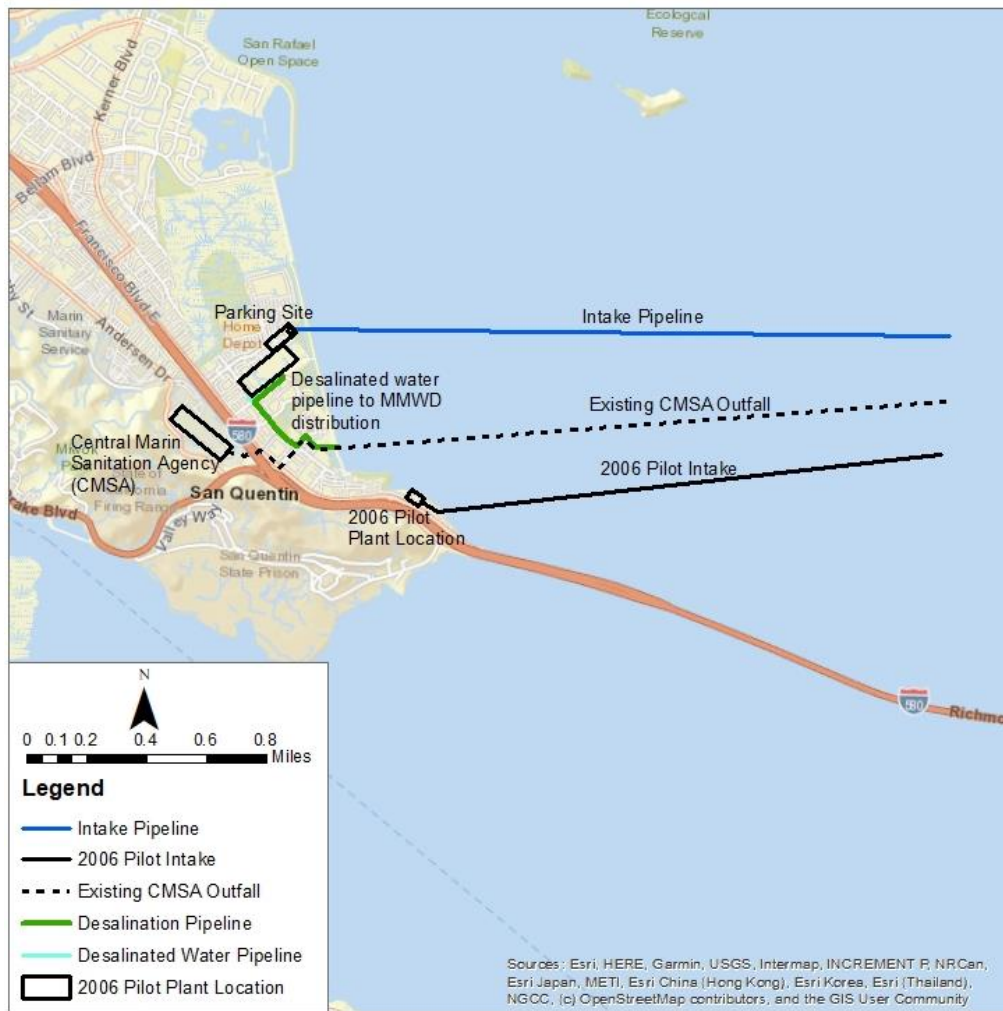 Ecologcal
Reserve
San Rafael
Open Space
Kerner Blvd
Bellam Blvd
Francisco Blvd E
Parking Site
Home
Depot
Intake Pipeline
Marin
Sanitary
Service
Andersen Dr
Desalinated water
pipeline to MMWD
distribution
Existing CMSA Outfall
580
Central Marin
Sanitation Agency
(CMSA)
State of
California
Firing Range
2006 Pilot Intake
San Quentin
Valley Way
2006 Pilot
Plant Location
San Quentin
State Prison
580
Richmo
N
0 0.1 0.2 0.4 0.6 0.8
Miles
Legend
Intake Pipeline
2006 Pilot Intake
Existing CMSA Outfall
Desalination Pipeline
Desalinated Water Pipeline
2006 Pilot Plant Location
Sources: Esri, HERE, Garmin, USGS, Intermap, INCREMENT P, NRCan,
Esri Japan, METI, Esri China (Hong Kong), Esri Korea, Esri (Thailand),
NGCC, (c) OpenStreetMap contributors, and the GIS User Community